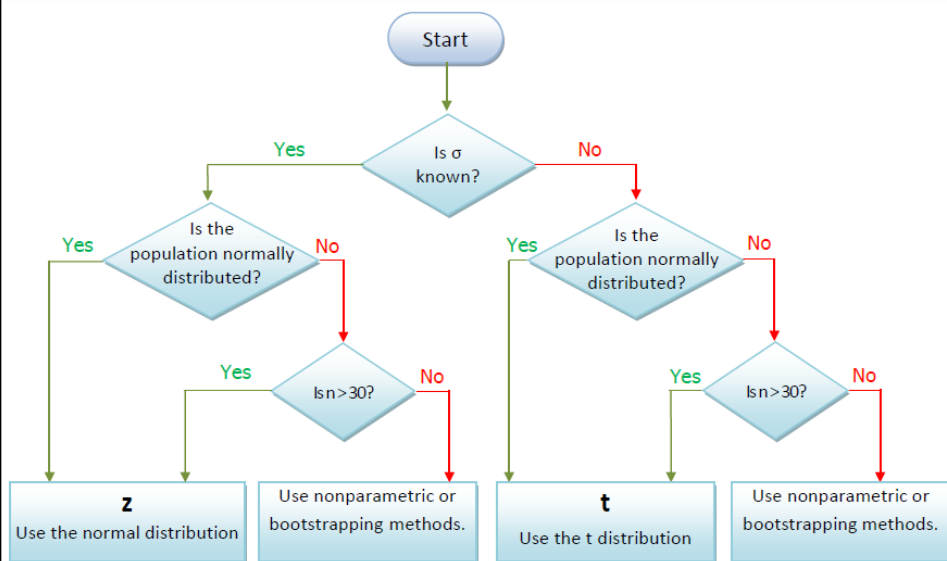 Start
Is σ
known?
Yes
No
Is the
population normally
distributed?
Yes
No
Is the
population normally
distributed?
Yes
No
Isn>30?
Yes
No
Isn>30?
Yes
No
z
Use the normal distribution
Use nonparametric or
bootstrapping methods.
t
Use the t distribution
Use nonparametric or
bootstrapping methods.